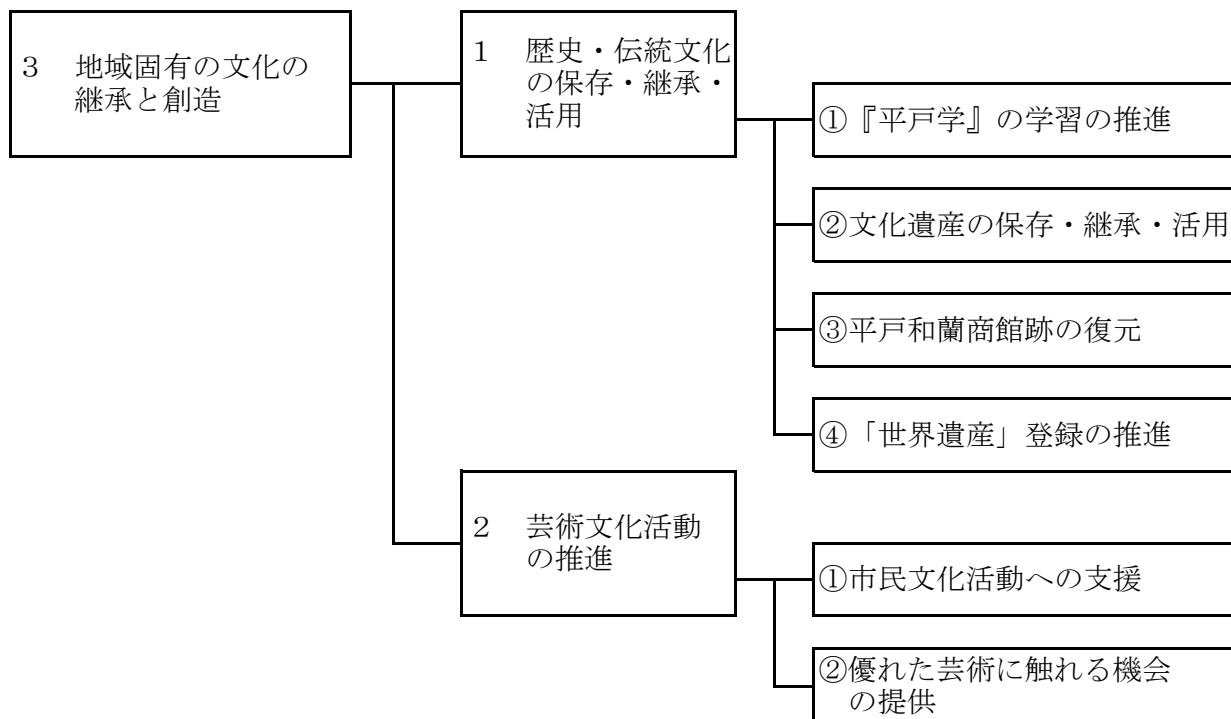 3 地域固有の文化の
継承と創造
1 歴史・伝統文化
の保存・継承・
活用
①『平戸学』の学習の推進
②文化遺産の保存・継承・活用
③平戸和蘭商館跡の復元
④「世界遺産」登録の推進
2 芸術文化活動
の推進
①市民文化活動への支援
②優れた芸術に触れる機会
の提供